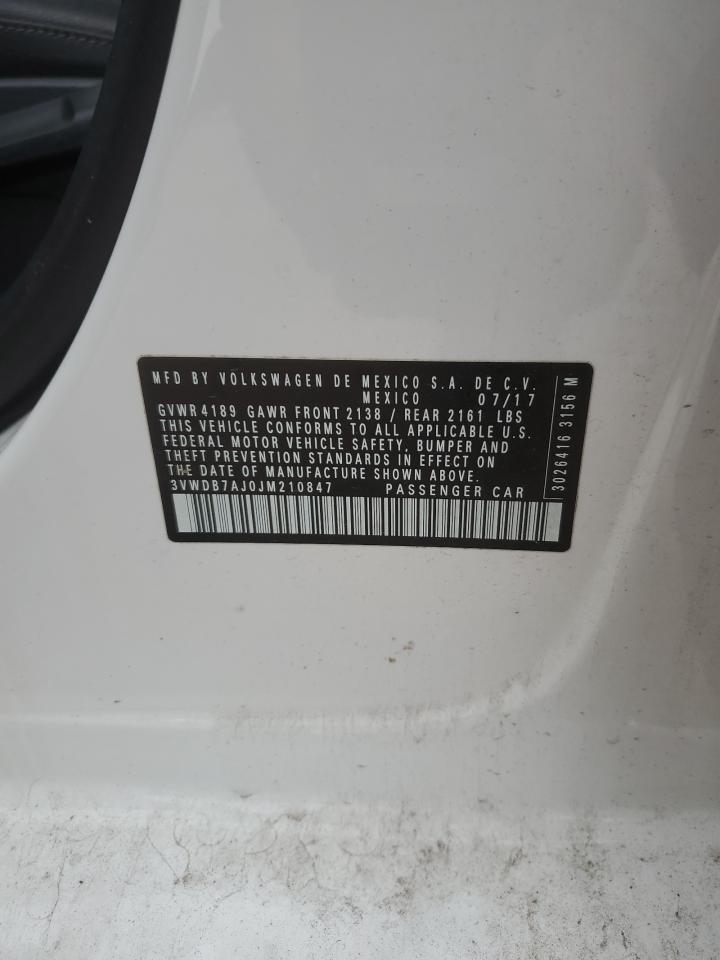 MFD BY VOLKSWAGEN DE MEXICO S.A. DE C.V.
MEXICO 07/17
GVWR 4189 GAWR FRONT 2138 / REAR 2161 LBS
THIS VEHICLE CONFORMS TO ALL APPLICABLE U.S.
FEDERAL MOTOR VEHICLE SAFETY, BUMPER AND
THEFT PREVENTION STANDARDS IN EFFECT ON
THE DATE OF MANUFACTURE SHOWN ABOVE.
3VWDB7AJ0JM210847 PASSENGER CAR
3026416 3156 M